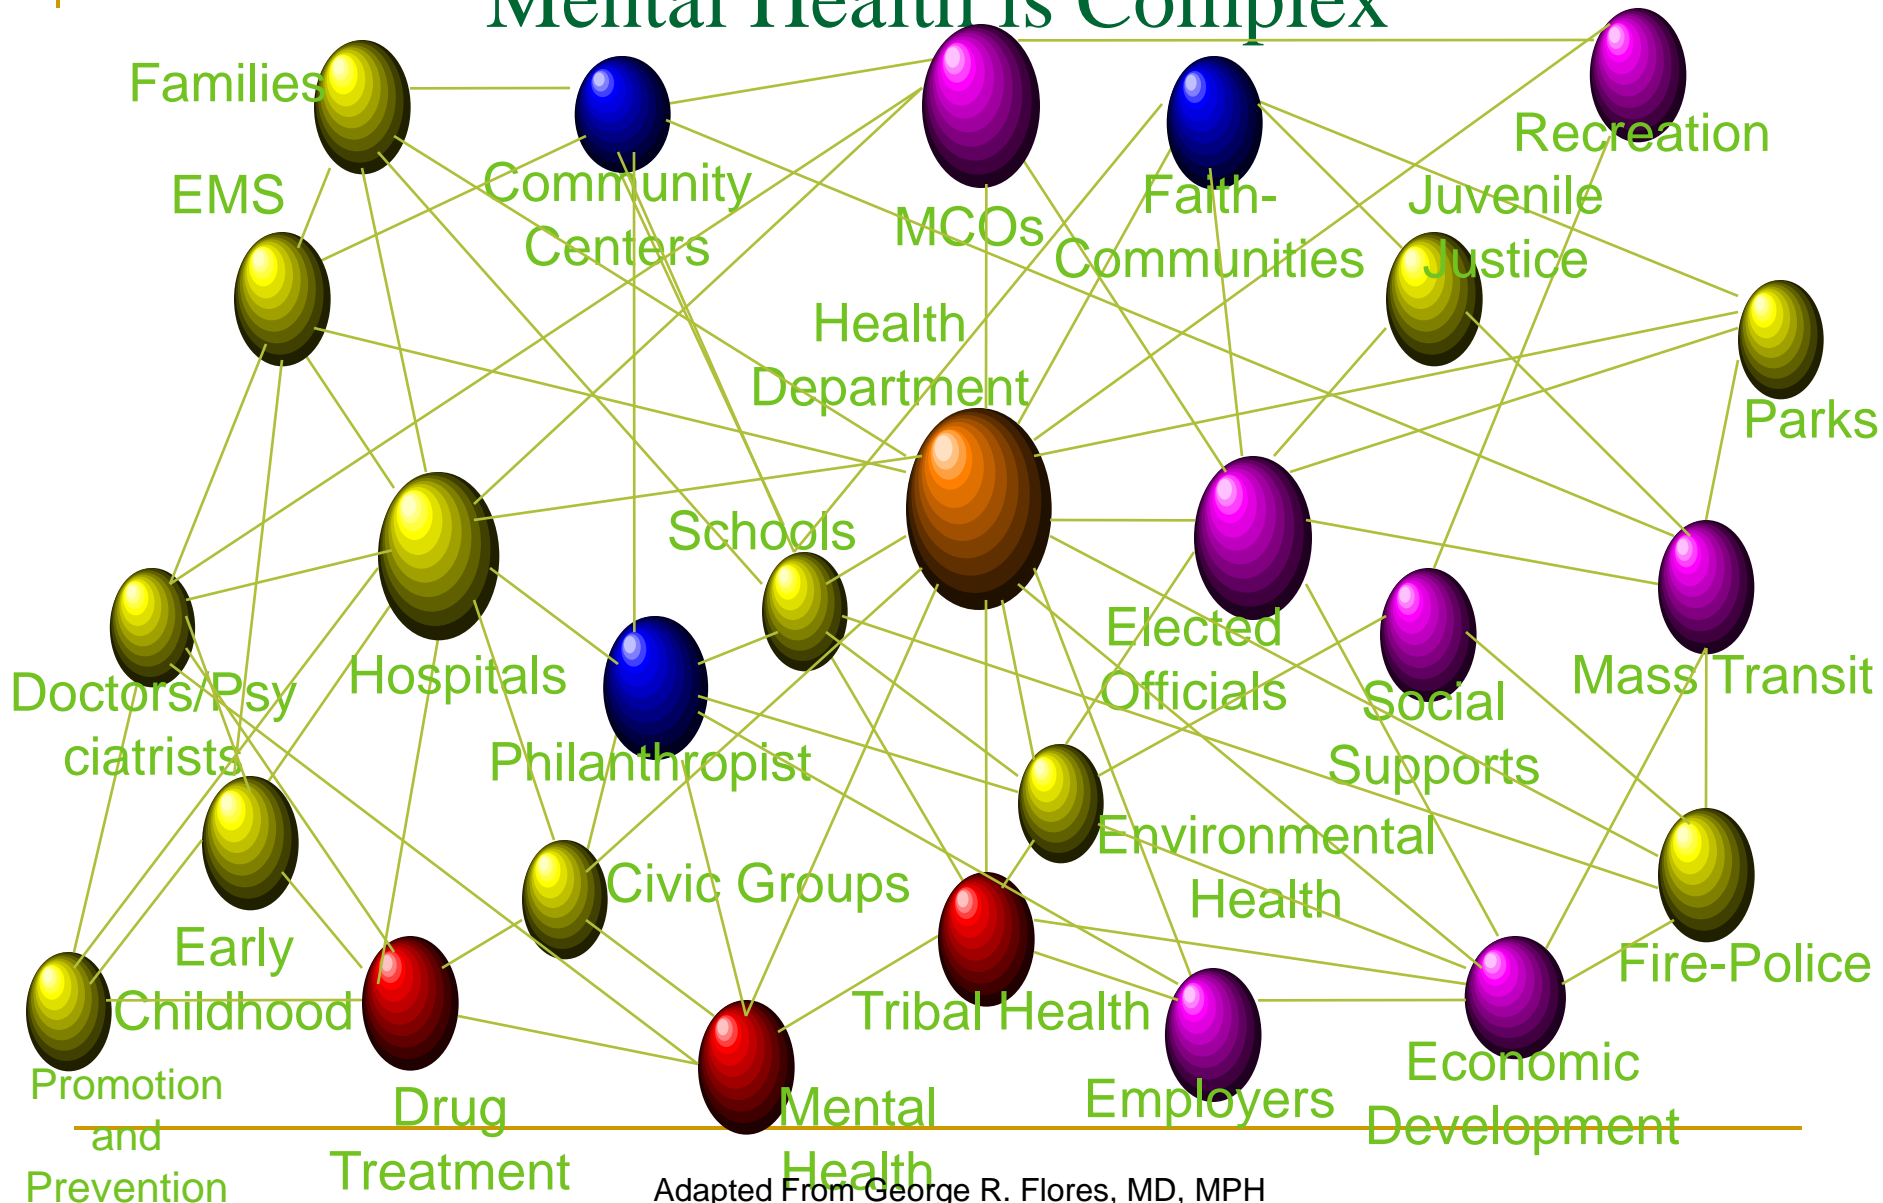 Mental Health is Complex
Families
EMS
Community
Centers
MCOs
Faith-
Communities
Recreation
Juvenile
Justice
Health
Department
Parks
Schools
Elected
Officials
Social
Supports
Mass Transit
Doctors/Psy
ciatrists
Hospitals
Philanthropist
Environmental
Health
Civic Groups
Early
Childhood
Tribal Health
Fire-Police
Promotion
and
Prevention
Drug
Treatment
Mental
Health
Employers
Economic
Development
Adapted From George R. Flores, MD, MPH